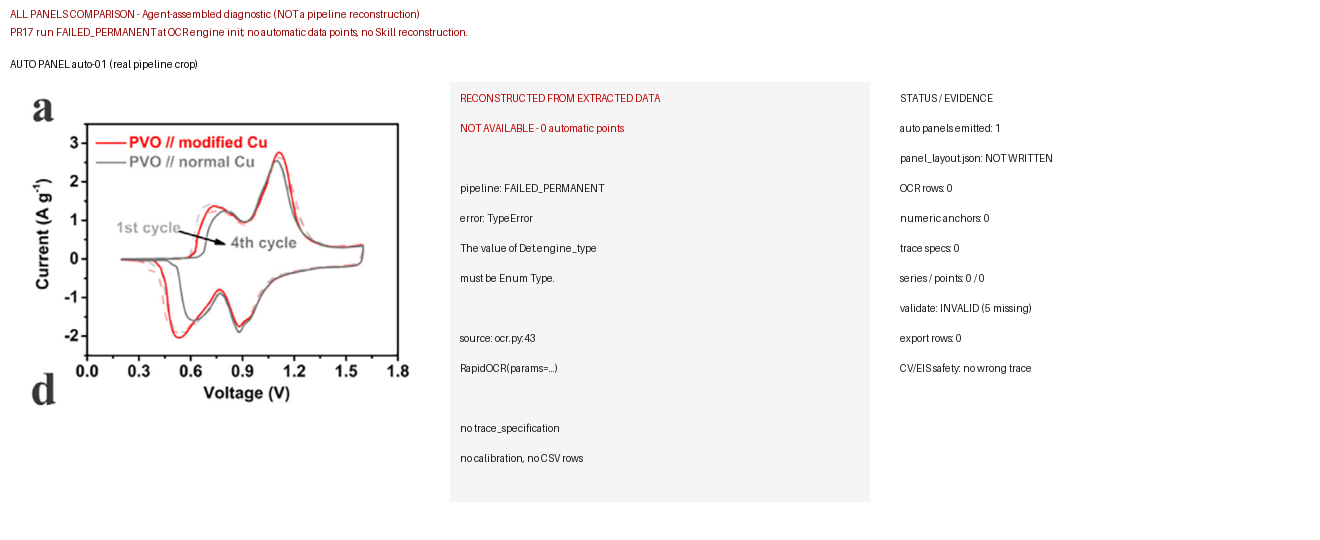 ALL PANELS COMPARISON - Agent-assembled diagnostic (NOT a pipeline reconstruction)
PR17 run FAILED_PERMANENT at OCR engine init; no automatic data points, no Skill reconstruction.
AUTO PANEL auto-01 (real pipeline crop)
a
PVO // modified Cu
PVO // normal Cu
1st cycle
4th cycle
Current (A g⁻¹)
3
2
1
0
-1
-2
0.0 0.3 0.6 0.9 1.2 1.5 1.8
Voltage (V)
d
RECONSTRUCTED FROM EXTRACTED DATA
NOT AVAILABLE - 0 automatic points
pipeline: FAILED_PERMANENT
error: TypeError
The value of Det.engine_type
must be Enum Type.
source: ocr.py:43
RapidOCR(params=...)
no trace_specification
no calibration, no CSV rows
STATUS / EVIDENCE
auto panels emitted: 1
panel_layout.json: NOT WRITTEN
OCR rows: 0
numeric anchors: 0
trace specs: 0
series / points: 0 / 0
validate: INVALID (5 missing)
export rows: 0
CV/EIS safety: no wrong trace